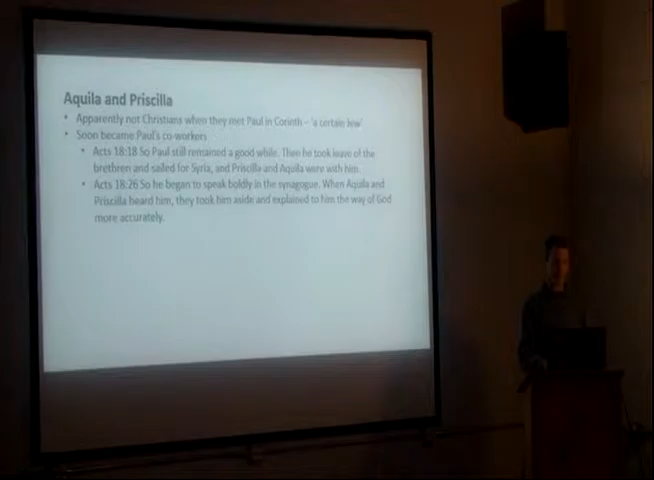 Aquila and Priscilla
• Apparently not Christians when they met Paul in Corinth – 'a certain Jew'
• Soon became Paul's co-workers
• Acts 18:18 So Paul still remained a good while. Then he took leave of the
brethren and sailed for Syria, and Priscilla and Aquila were with him.
• Acts 18:26 So he began to speak boldly in the synagogue. When Aquila and
Priscilla heard him, they took him aside and explained to him the way of God
more accurately.